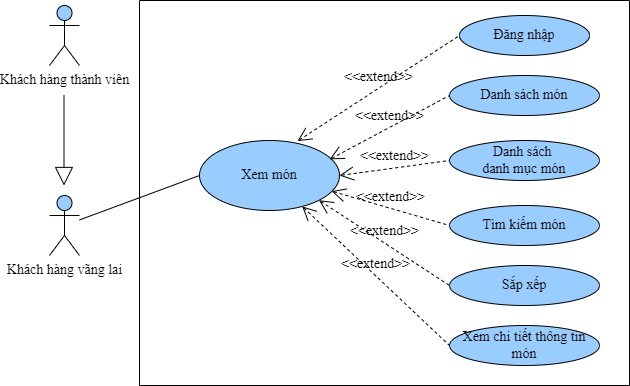 Khách hàng thành viên
Khách hàng vãng lai
Xem món
Đăng nhập
<<extend>>
Danh sách món
<<extend>>
Danh sách
danh mục món
<<extend>>
Tìm kiếm món
<<extend>>
Sắp xếp
<<extend>>
Xem chi tiết thông tin
món
<<extend>>